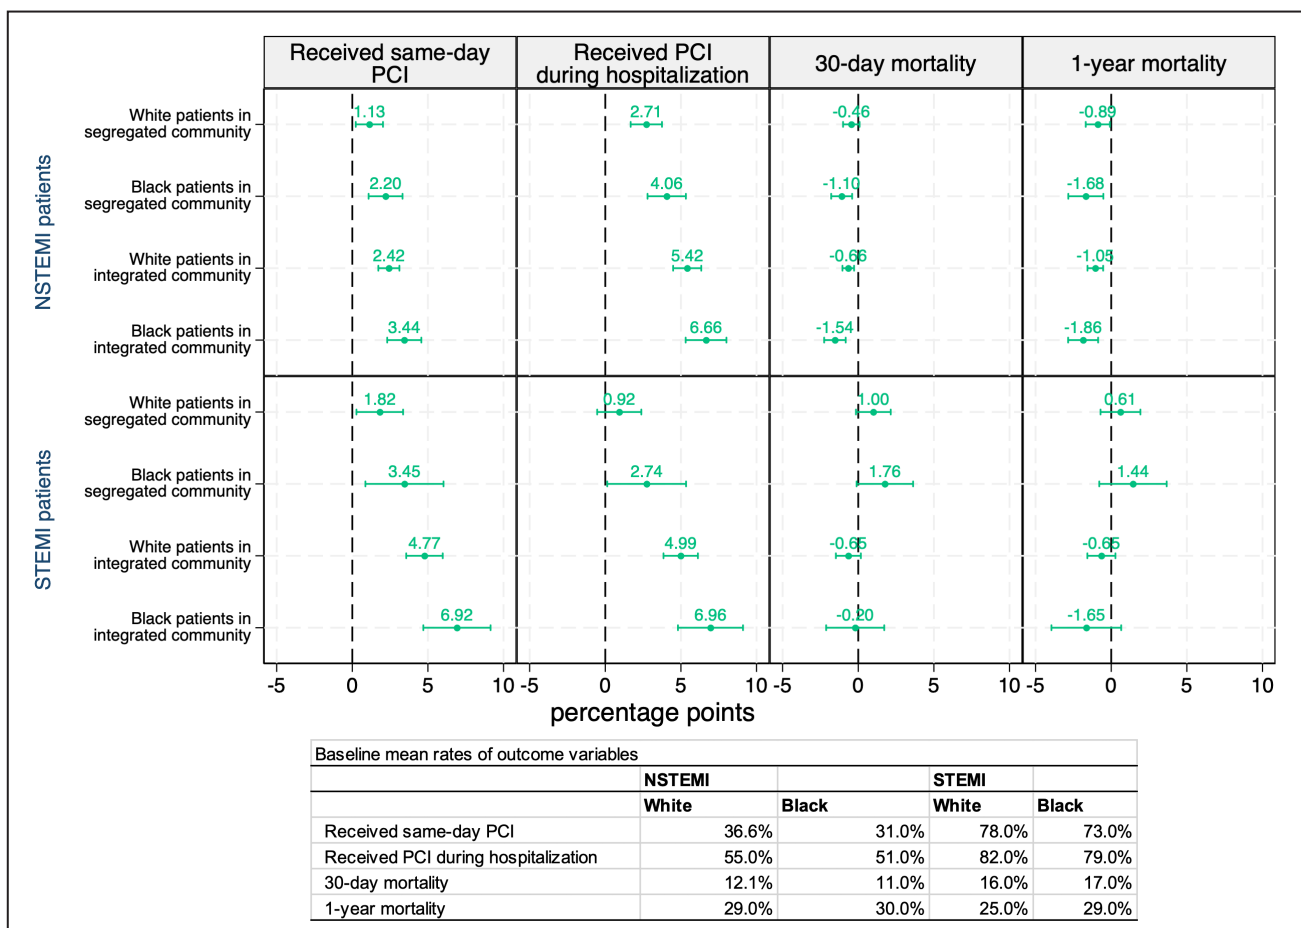 Received same-day
PCI
Received PCI
during hospitalization
30-day mortality
1-year mortality
NSTEMI patients
White patients in
segregated community
1.13
2.71
-0.46
-0.89
Black patients in
segregated community
2.20
4.06
-1.10
-1.68
White patients in
integrated community
2.42
5.42
-0.66
-1.05
Black patients in
integrated community
3.44
6.66
-1.54
-1.86
STEMI patients
White patients in
segregated community
1.82
0.92
1.00
0.61
Black patients in
segregated community
3.45
2.74
1.76
1.44
White patients in
integrated community
4.77
4.99
-0.65
-0.65
Black patients in
integrated community
6.92
6.96
-0.20
-1.65
-5 0 5 10 -5 0 5 10 -5 0 5 10 -5 0 5 10
percentage points
Baseline mean rates of outcome variables
NSTEMI STEMI
White Black White Black
Received same-day PCI 36.6% 31.0% 78.0% 73.0%
Received PCI during hospitalization 55.0% 51.0% 82.0% 79.0%
30-day mortality 12.1% 11.0% 16.0% 17.0%
1-year mortality 29.0% 30.0% 25.0% 29.0%